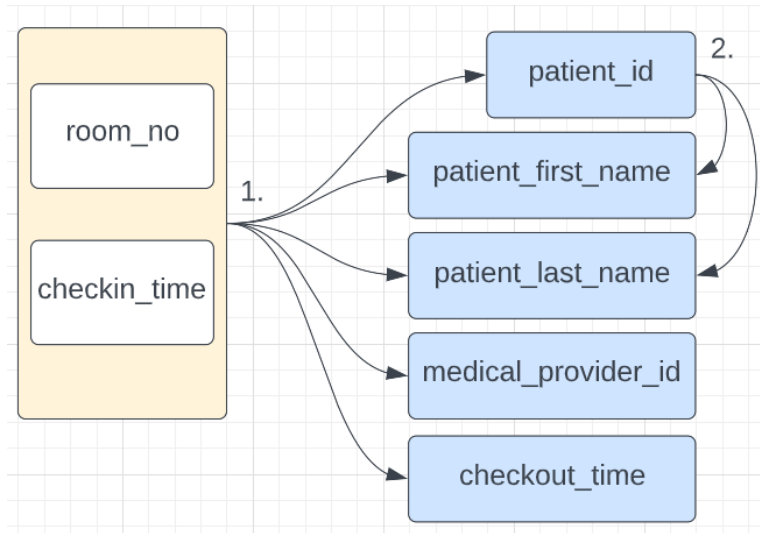 room_no
checkin_time
1.
patient_id
2.
patient_first_name
patient_last_name
medical_provider_id
checkout_time